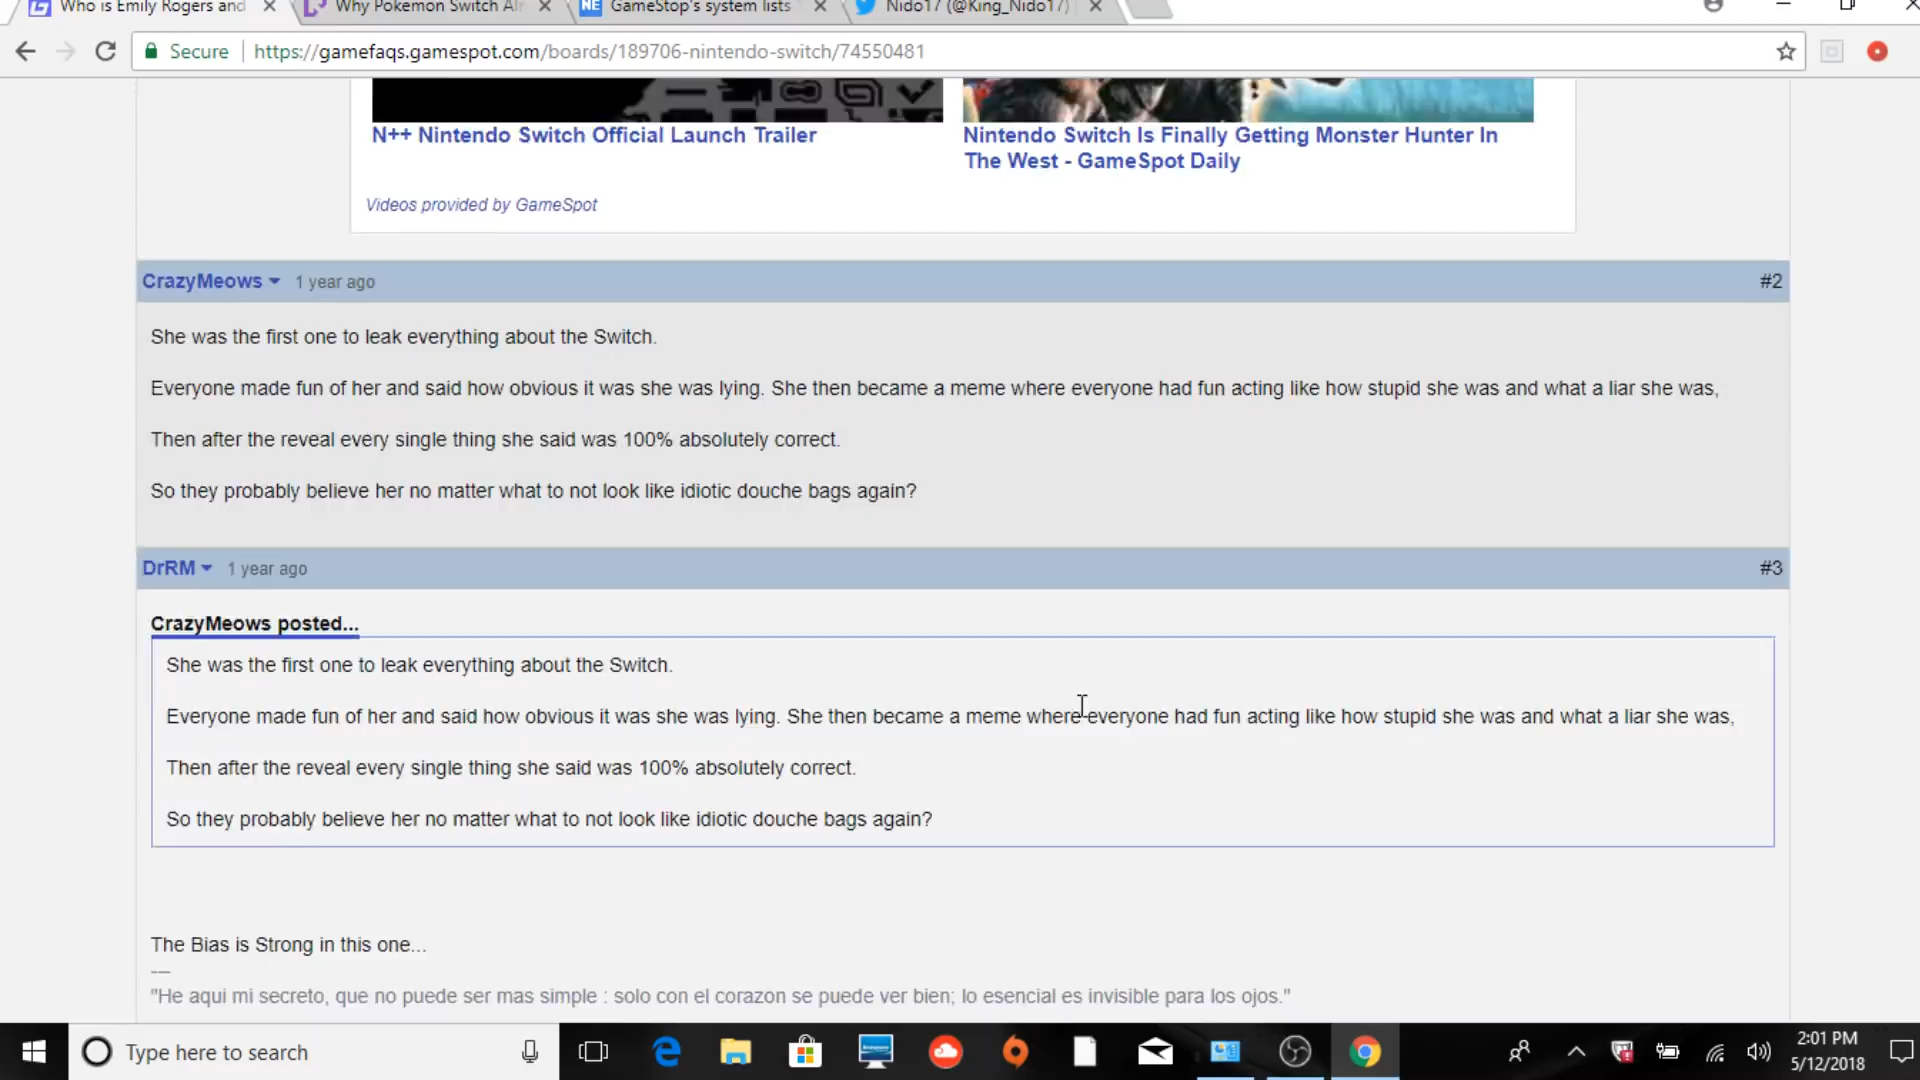 Who is Emily Rogers and
Why Pokemon Switch Al
GameStop's system lists
Nido17 (@King_Nido17)
Secure https://gamefaqs.gamespot.com/boards/189706-nintendo-switch/74550481
N++ Nintendo Switch Official Launch Trailer
Nintendo Switch Is Finally Getting Monster Hunter In
The West - GameSpot Daily
Videos provided by GameSpot
CrazyMeows 1 year ago #2
She was the first one to leak everything about the Switch.
Everyone made fun of her and said how obvious it was she was lying. She then became a meme where everyone had fun acting like how stupid she was and what a liar she was,
Then after the reveal every single thing she said was 100% absolutely correct.
So they probably believe her no matter what to not look like idiotic douche bags again?
DrRM 1 year ago #3
CrazyMeows posted...
She was the first one to leak everything about the Switch.
Everyone made fun of her and said how obvious it was she was lying. She then became a meme where everyone had fun acting like how stupid she was and what a liar she was,
Then after the reveal every single thing she said was 100% absolutely correct.
So they probably believe her no matter what to not look like idiotic douche bags again?
The Bias is Strong in this one...
---
"He aqui mi secreto, que no puede ser mas simple : solo con el corazon se puede ver bien; lo esencial es invisible para los ojos."
Type here to search
2:01 PM
5/12/2018